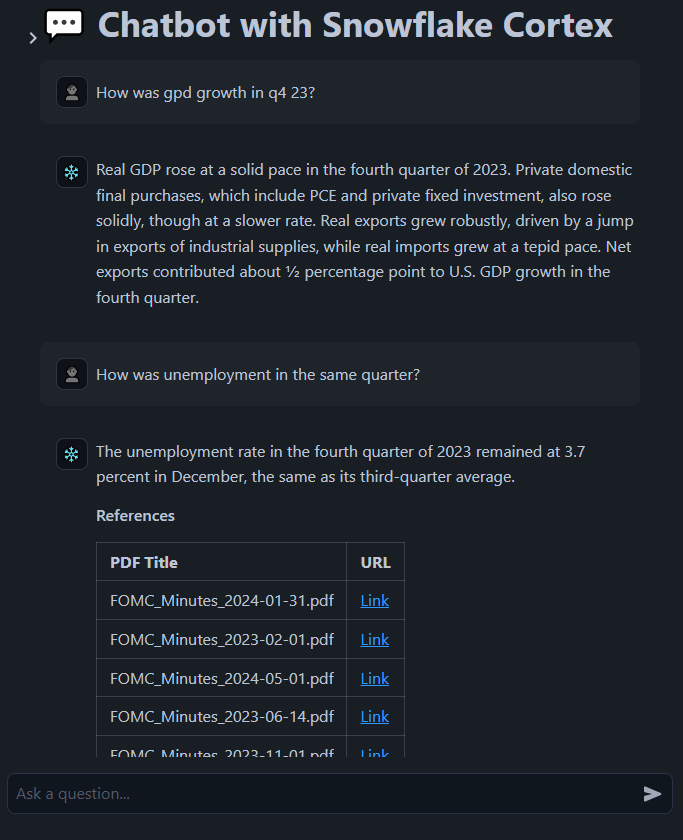 Chatbot with Snowflake Cortex
How was gpd growth in q4 23?
Real GDP rose at a solid pace in the fourth quarter of 2023. Private domestic
final purchases, which include PCE and private fixed investment, also rose
solidly, though at a slower rate. Real exports grew robustly, driven by a jump
in exports of industrial supplies, while real imports grew at a tepid pace. Net
exports contributed about ½ percentage point to U.S. GDP growth in the
fourth quarter.
How was unemployment in the same quarter?
The unemployment rate in the fourth quarter of 2023 remained at 3.7
percent in December, the same as its third-quarter average.
References
PDF Title URL
FOMC_Minutes_2024-01-31.pdf Link
FOMC_Minutes_2023-02-01.pdf Link
FOMC_Minutes_2024-05-01.pdf Link
FOMC_Minutes_2023-06-14.pdf Link
FOMC_Minutes_2023-11-01.pdf Link
Ask a question...